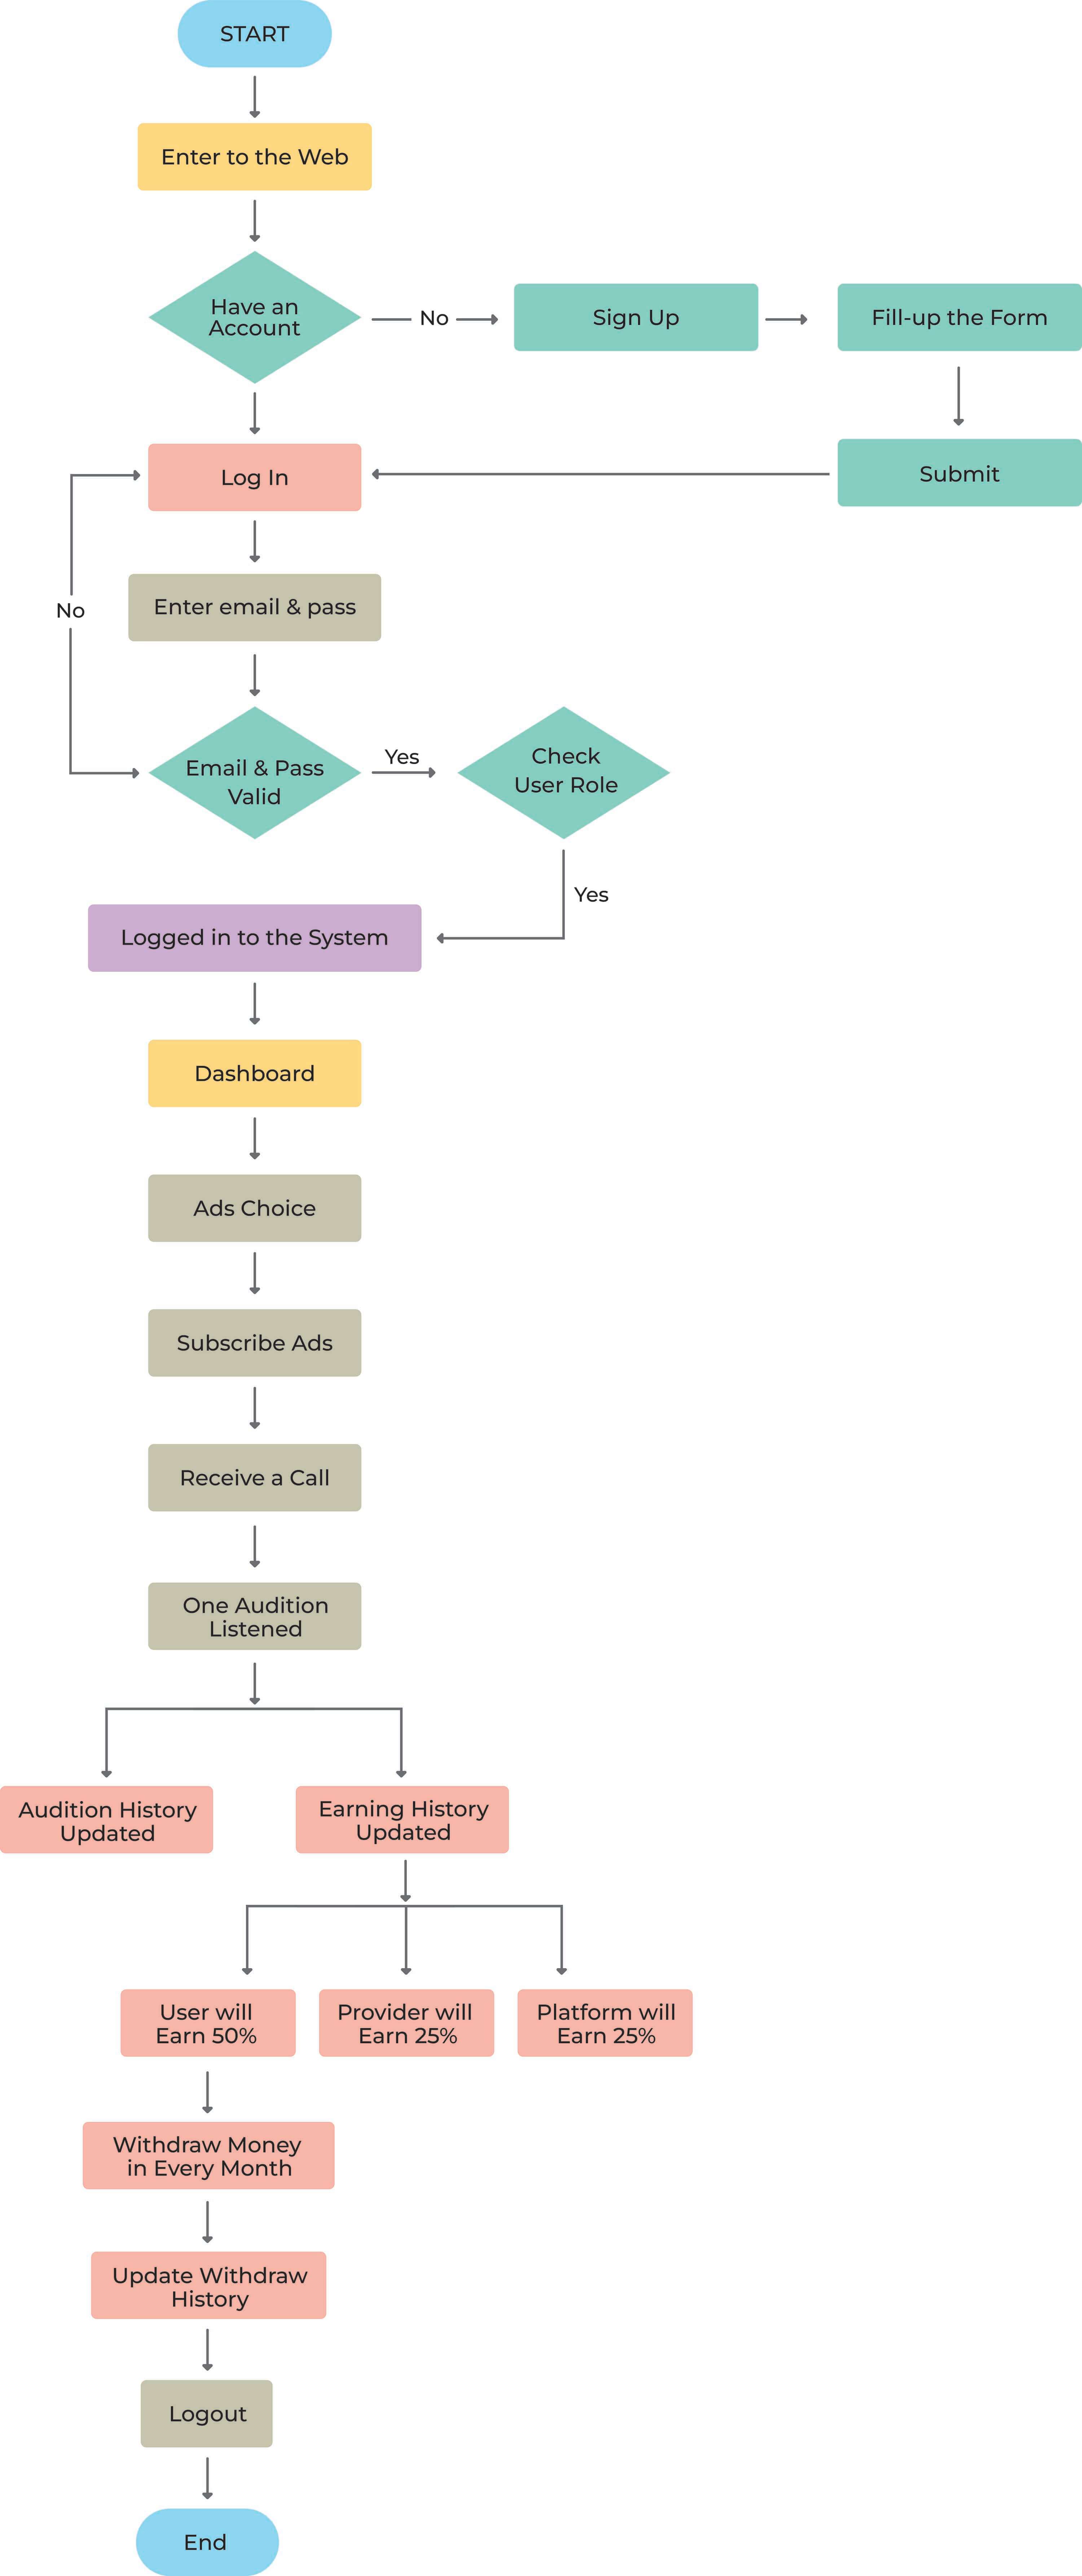 START
Enter to the Web
Have an
Account
No
Sign Up
Fill-up the Form
Log In
Submit
Enter email & pass
No
Email & Pass
Valid
Yes
Check
User Role
Yes
Logged in to the System
Dashboard
Ads Choice
Subscribe Ads
Receive a Call
One Audition
Listened
Audition History
Updated
Earning History
Updated
User will
Earn 50%
Provider will
Earn 25%
Platform will
Earn 25%
Withdraw Money
in Every Month
Update Withdraw
History
Logout
End